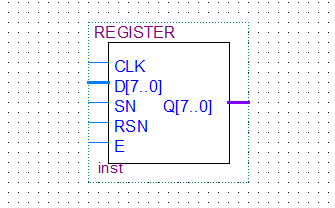 REGISTER
CLK
D[7..0]
SN Q[7..0]
RSN
E
inst